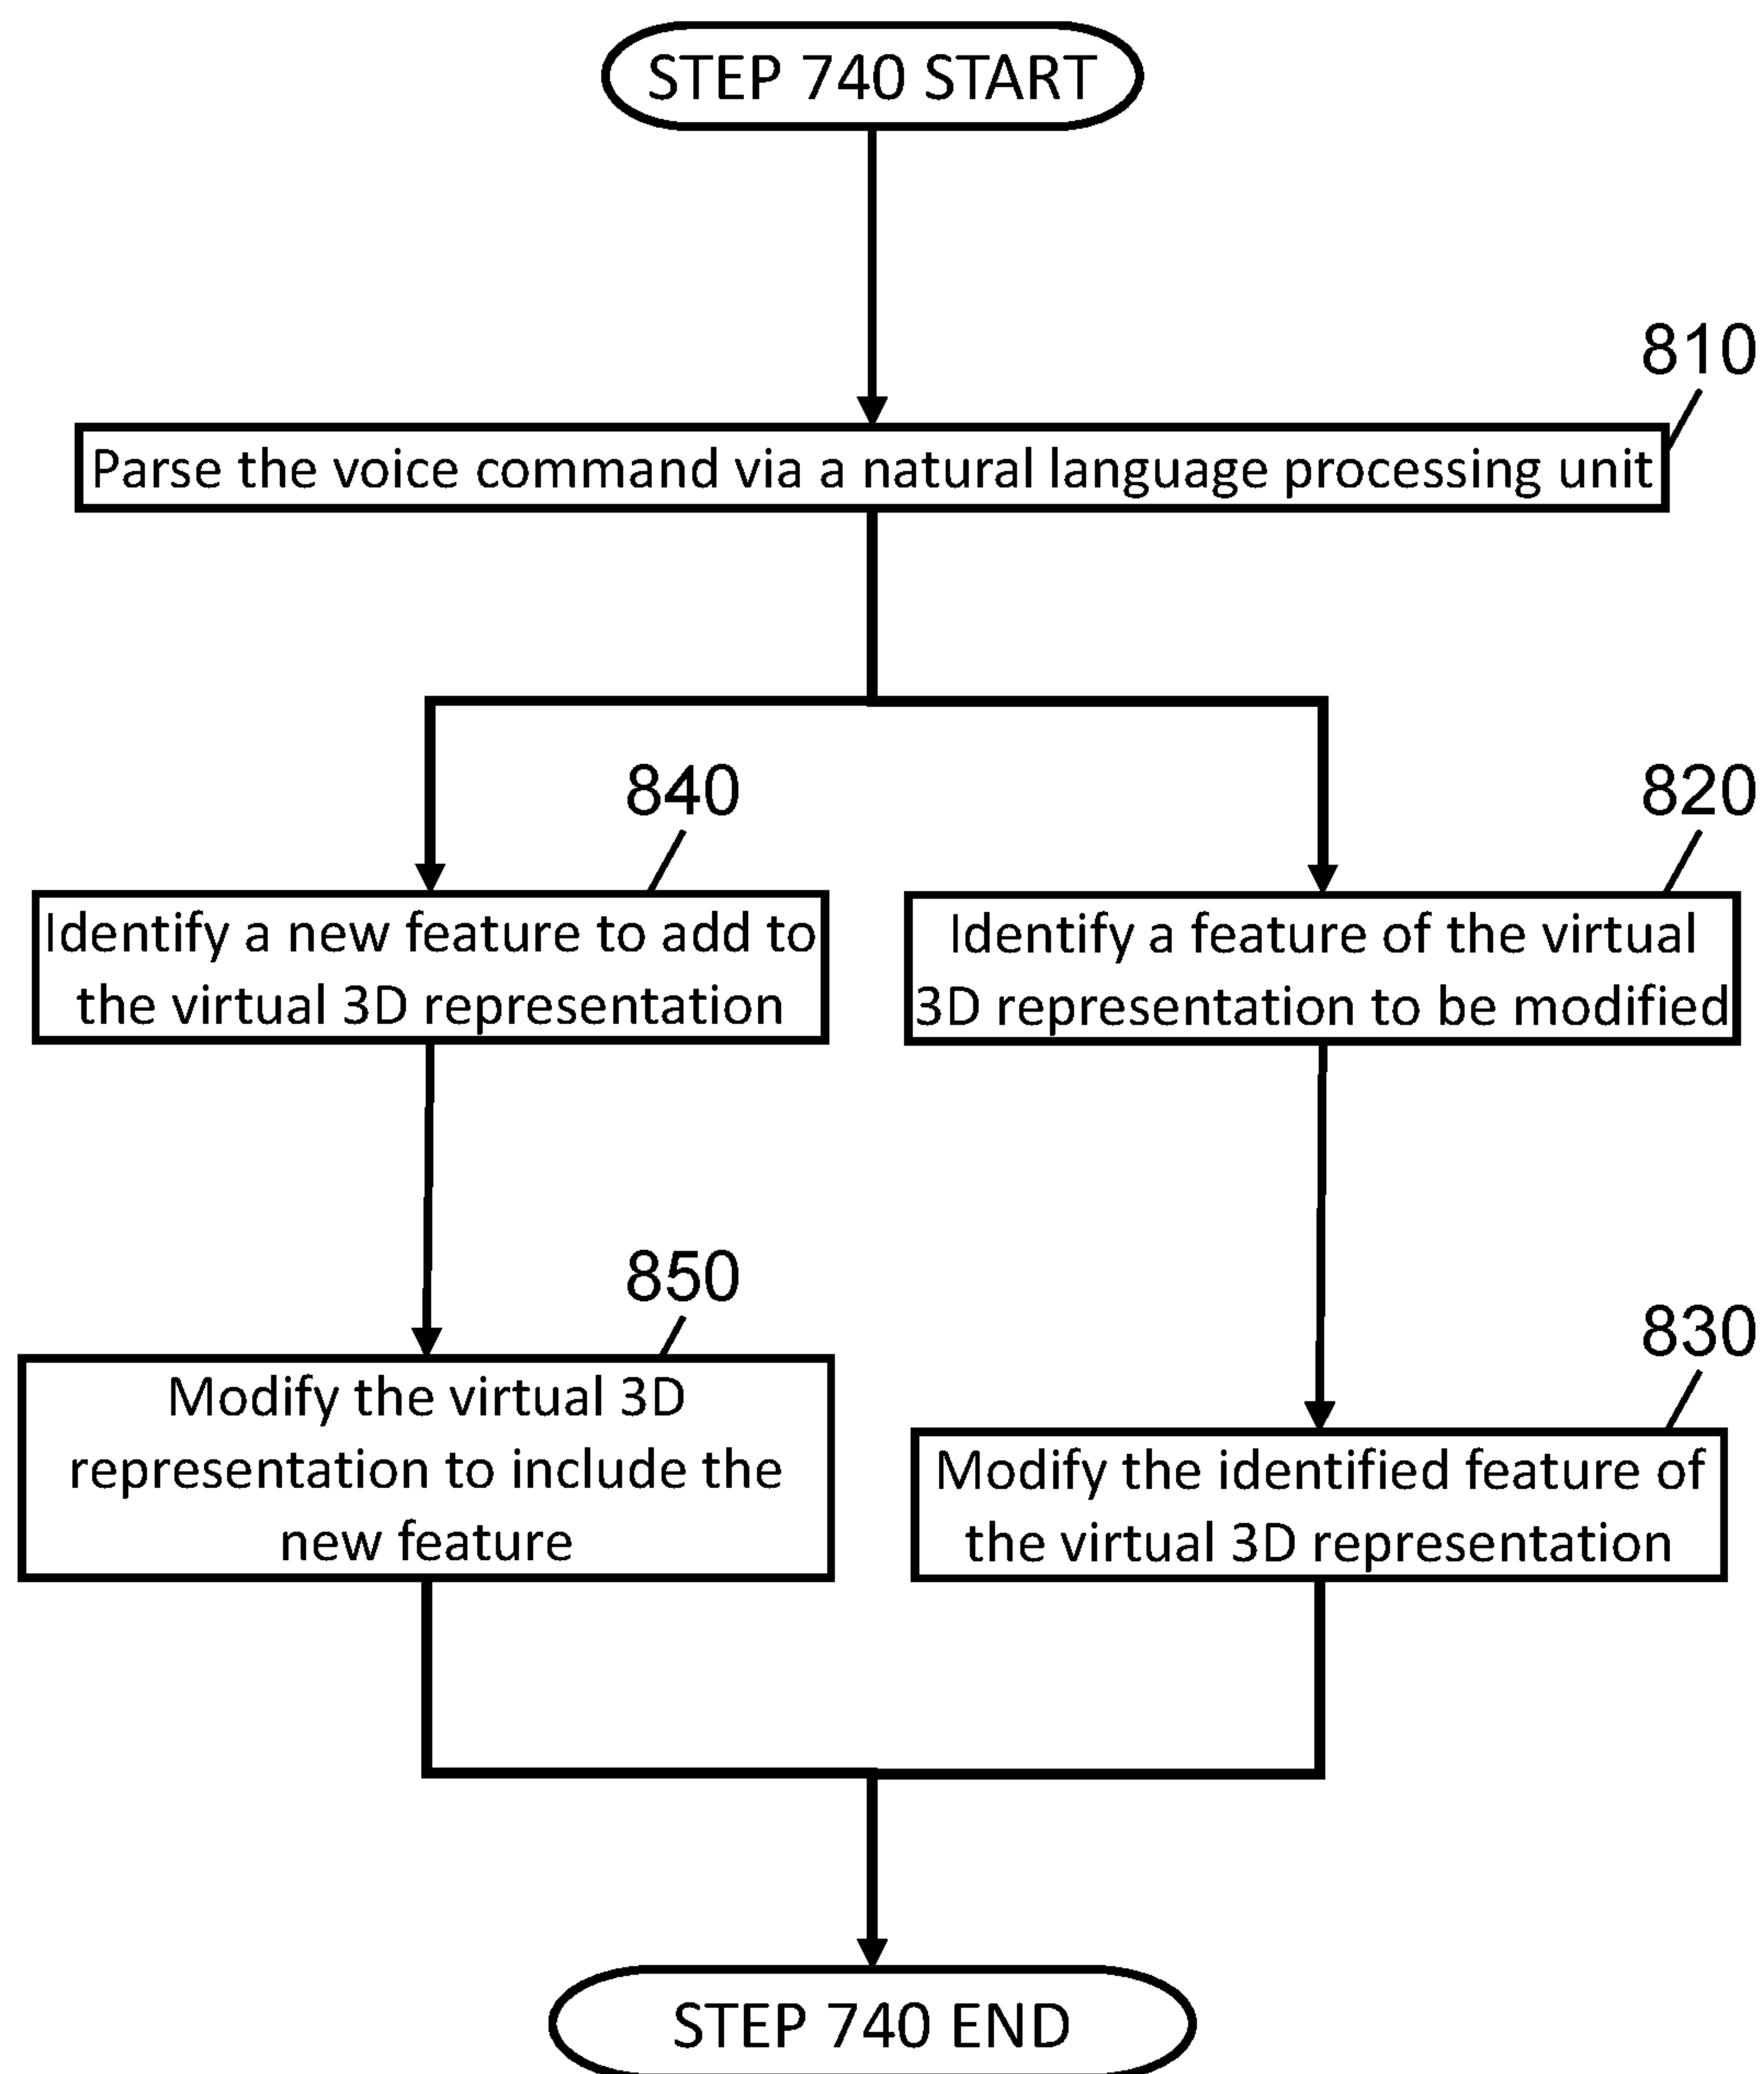 STEP 740 START
810
Parse the voice command via a natural language processing unit
840
Identify a new feature to add to
the virtual 3D representation
820
Identify a feature of the virtual
3D representation to be modified
850
Modify the virtual 3D
representation to include the
new feature
830
Modify the identified feature of
the virtual 3D representation
STEP 740 END